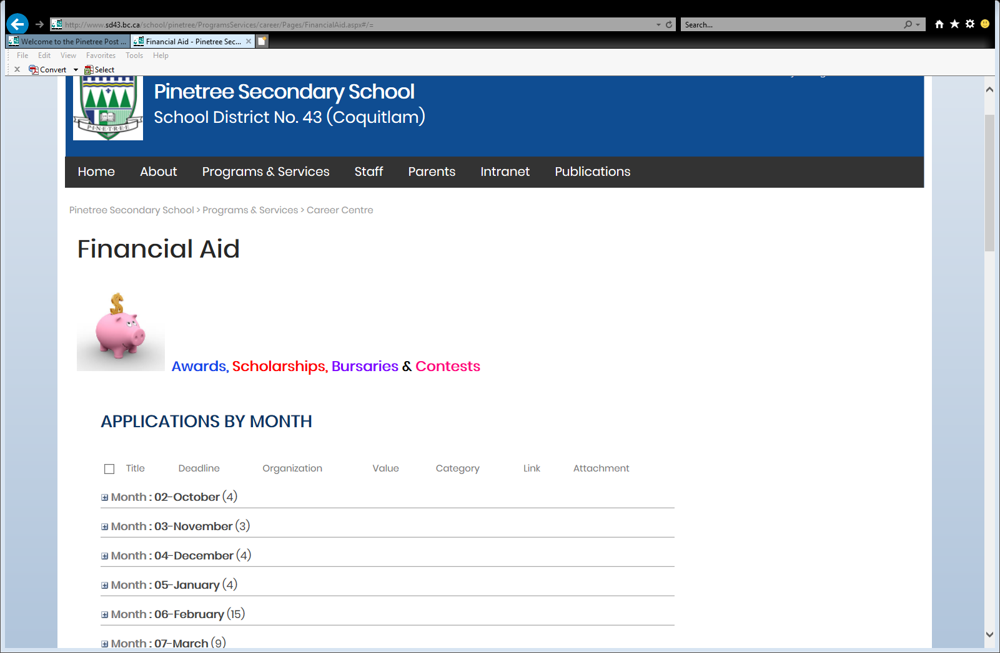 http://www.sd43.bc.ca/school/pinetree/ProgramsServices/career/Pages/FinancialAid.aspx#/=
Search...
Welcome to the Pinetree Post ...
Financial Aid - Pinetree Sec...
File Edit View Favorites Tools Help
x Convert Select
PINETREE
Pinetree Secondary School
School District No. 43 (Coquitlam)
Home About Programs & Services Staff Parents Intranet Publications
Pinetree Secondary School > Programs & Services > Career Centre
Financial Aid
Awards, Scholarships, Bursaries & Contests
APPLICATIONS BY MONTH
Title Deadline Organization Value Category Link Attachment
Month : 02-October (4)
Month : 03-November (3)
Month : 04-December (4)
Month : 05-January (4)
Month : 06-February (15)
Month : 07-March (9)